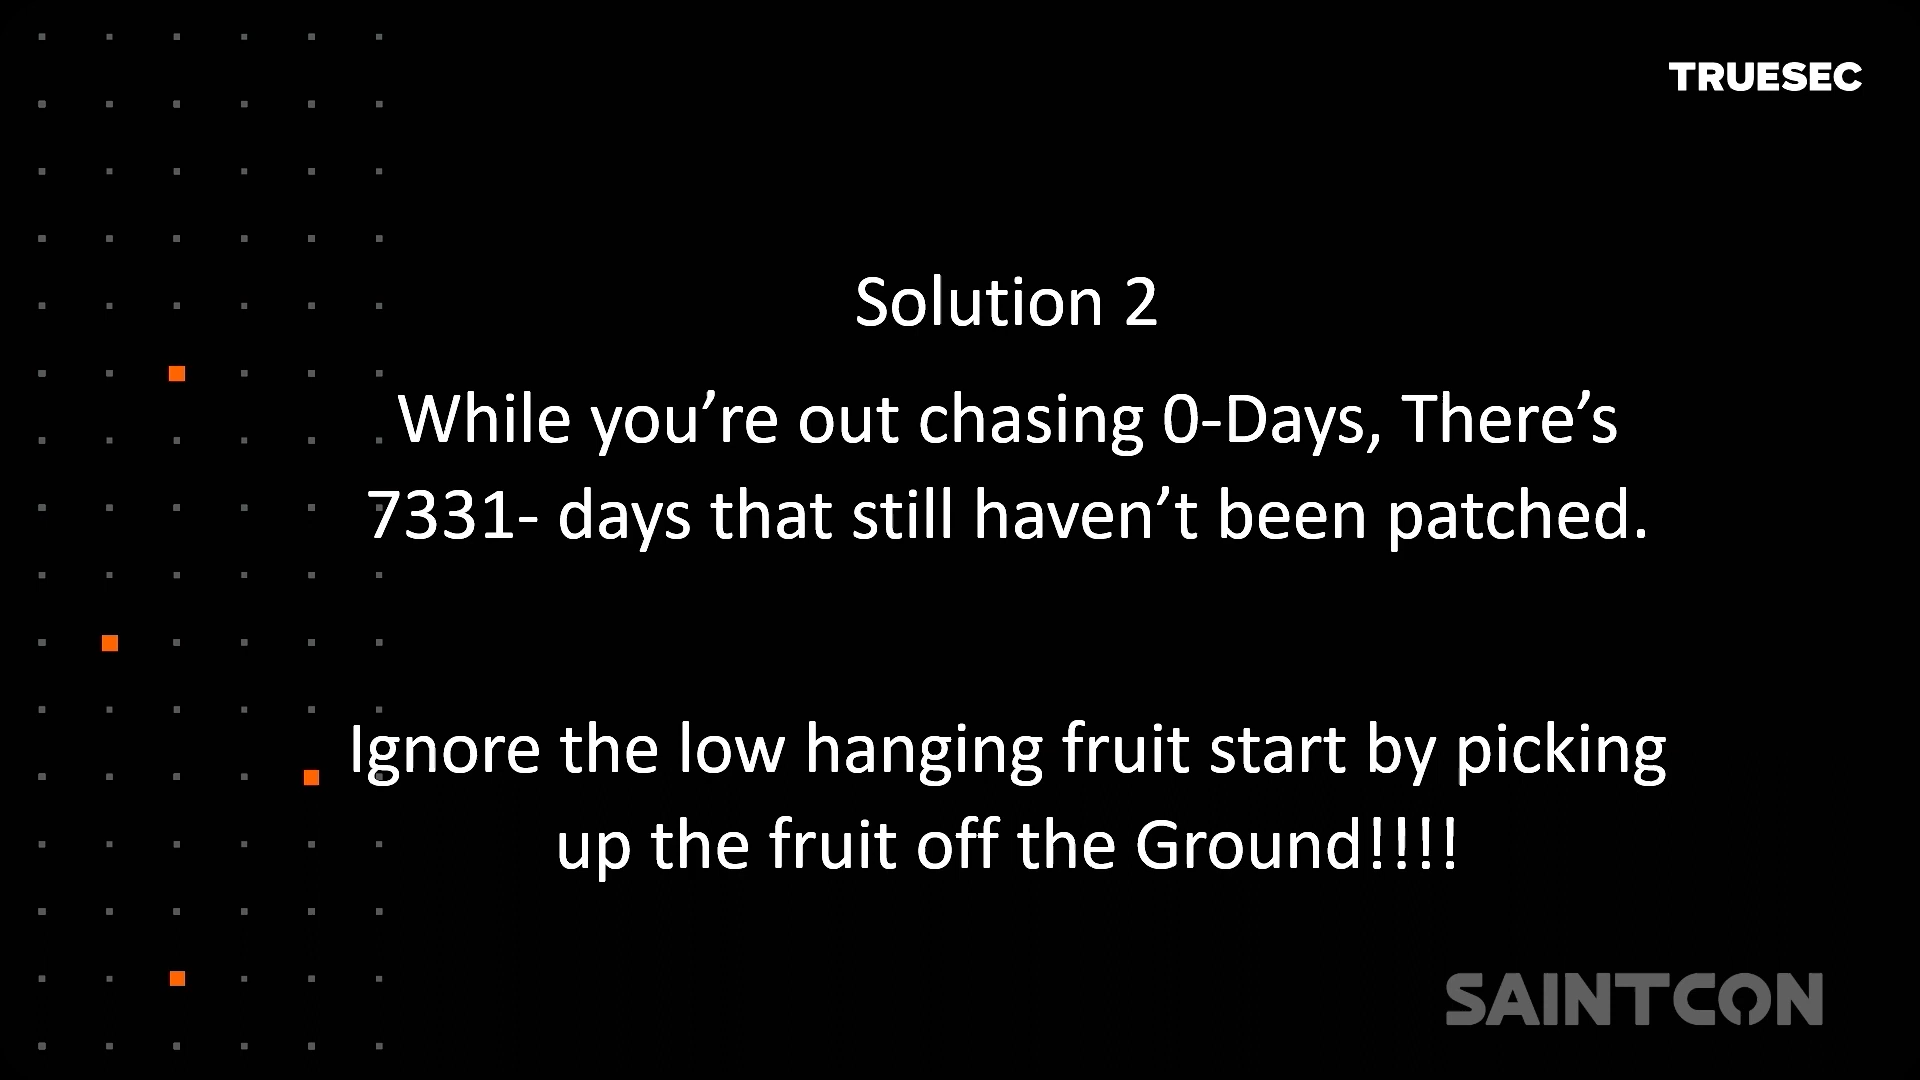 TRUESEC
Solution 2
While you’re out chasing 0-Days, There’s
7331- days that still haven’t been patched.
Ignore the low hanging fruit start by picking
up the fruit off the Ground!!!!
SAINTCON